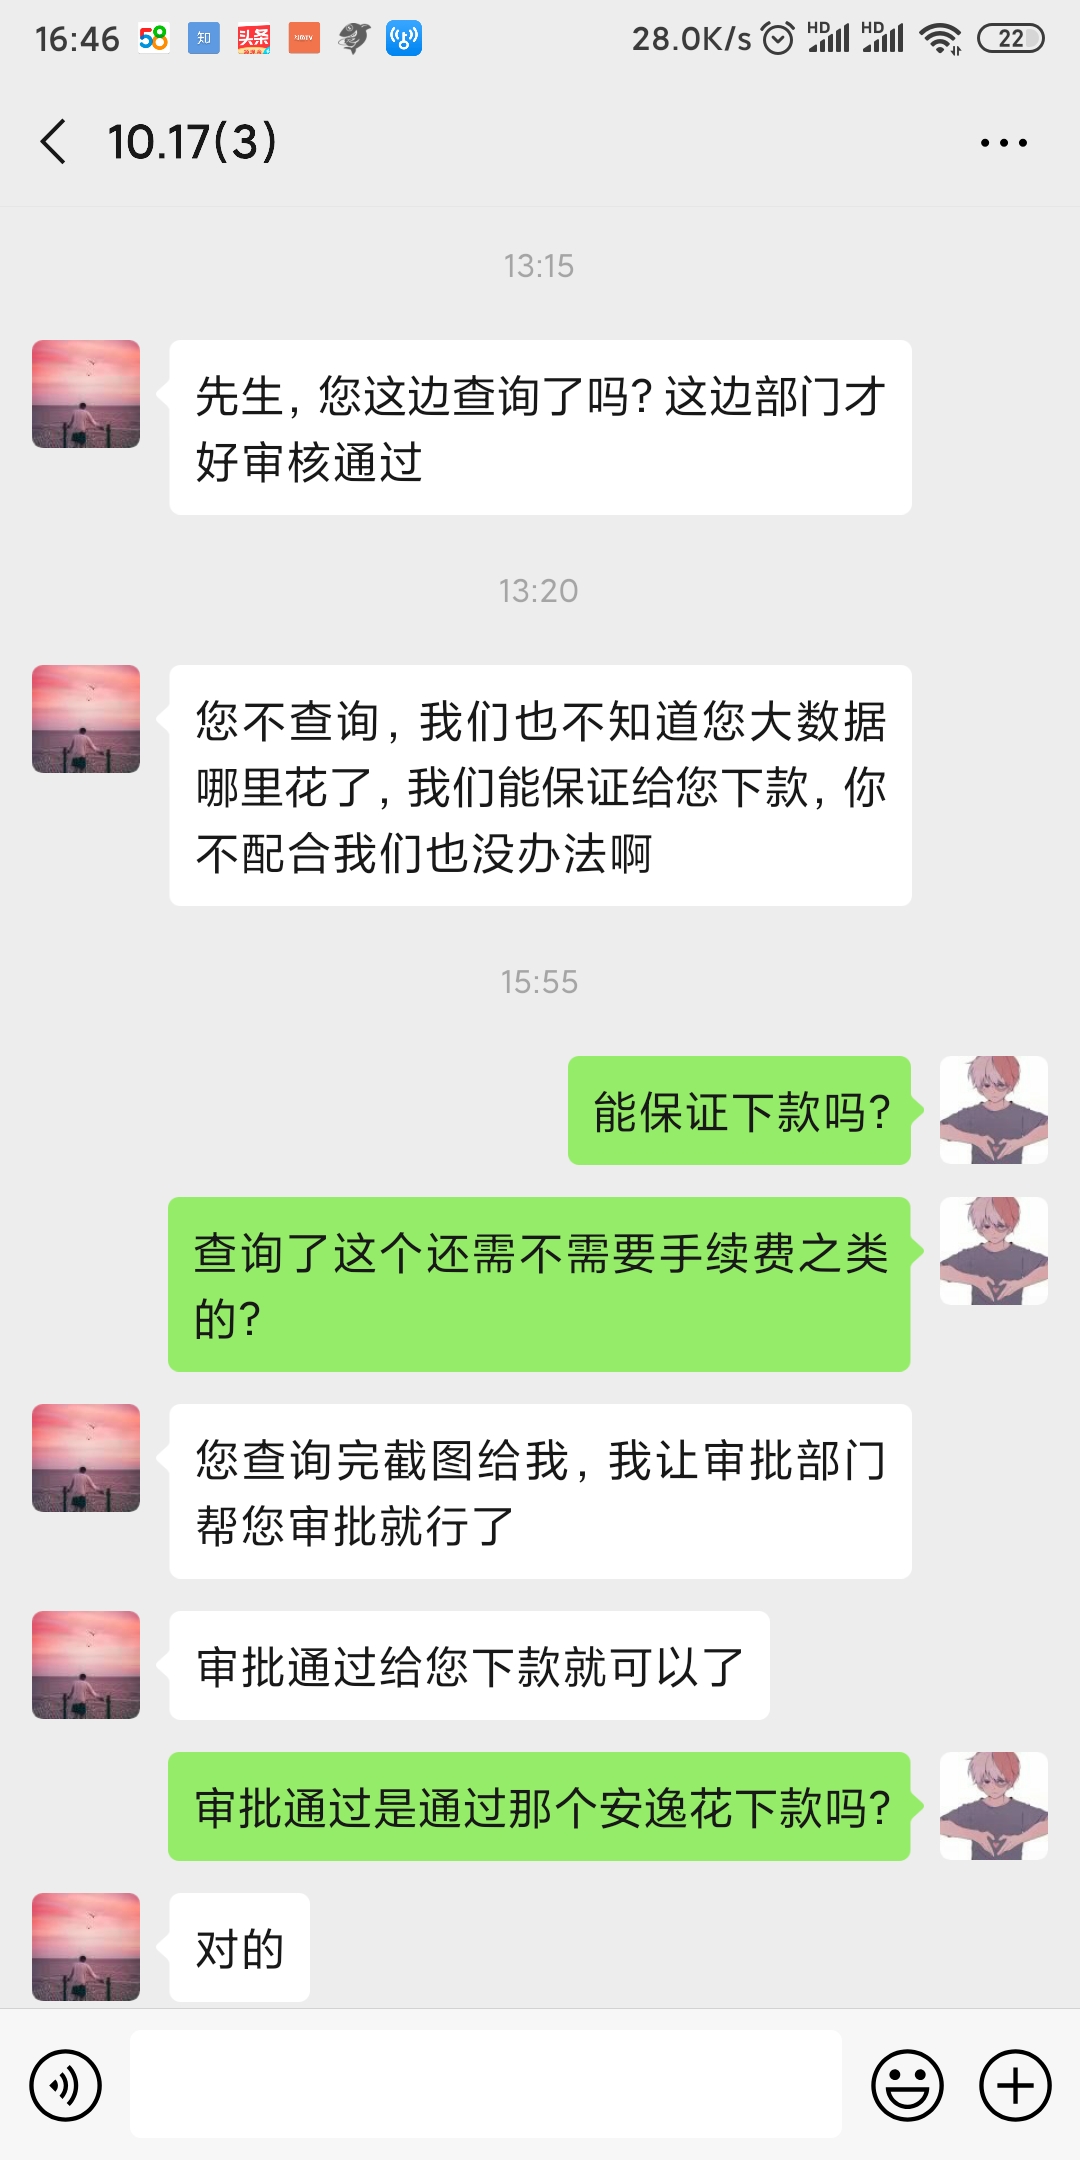 16:46 58 知 头条 28.0K/s HD HD 22
10.17(3)
13:15
先生，您这边查询了吗？这边部门才
好审核通过
13:20
您不查询，我们也不知道您大数据
哪里花了，我们能保证给您下款，你
不配合我们也没办法啊
15:55
能保证下款吗？
查询了这个还需不需要手续费之类
的？
您查询完截图给我，我让审批部门
帮您审批就行了
审批通过给您下款就可以了
审批通过是通过那个安逸花下款吗？
对的